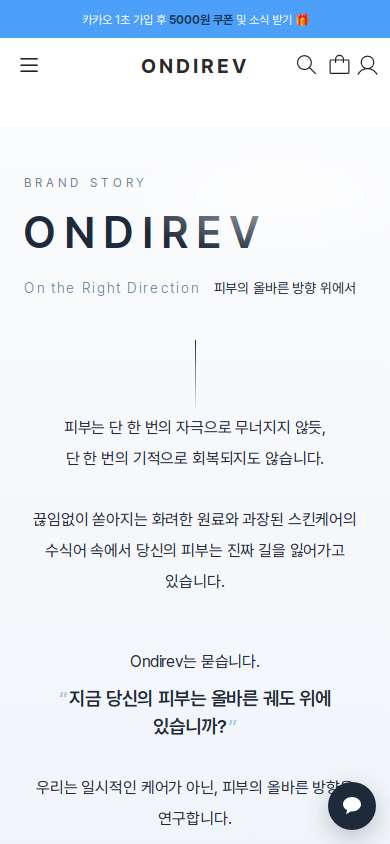 카카오 1초 가입 후 5000원 쿠폰 및 소식 받기 🎁
ONDIREV
BRAND STORY
ONDIREV
On the Right Direction 피부의 올바른 방향 위에서
피부는 단 한 번의 자극으로 무너지지 않듯,
단 한 번의 기적으로 회복되지도 않습니다.
끊임없이 쏟아지는 화려한 원료와 과장된 스킨케어의
수식어 속에서 당신의 피부는 진짜 길을 잃어가고
있습니다.
Ondirev는 묻습니다.
“지금 당신의 피부는 올바른 궤도 위에
있습니까?”
우리는 일시적인 케어가 아닌, 피부의 올바른
연구합니다.